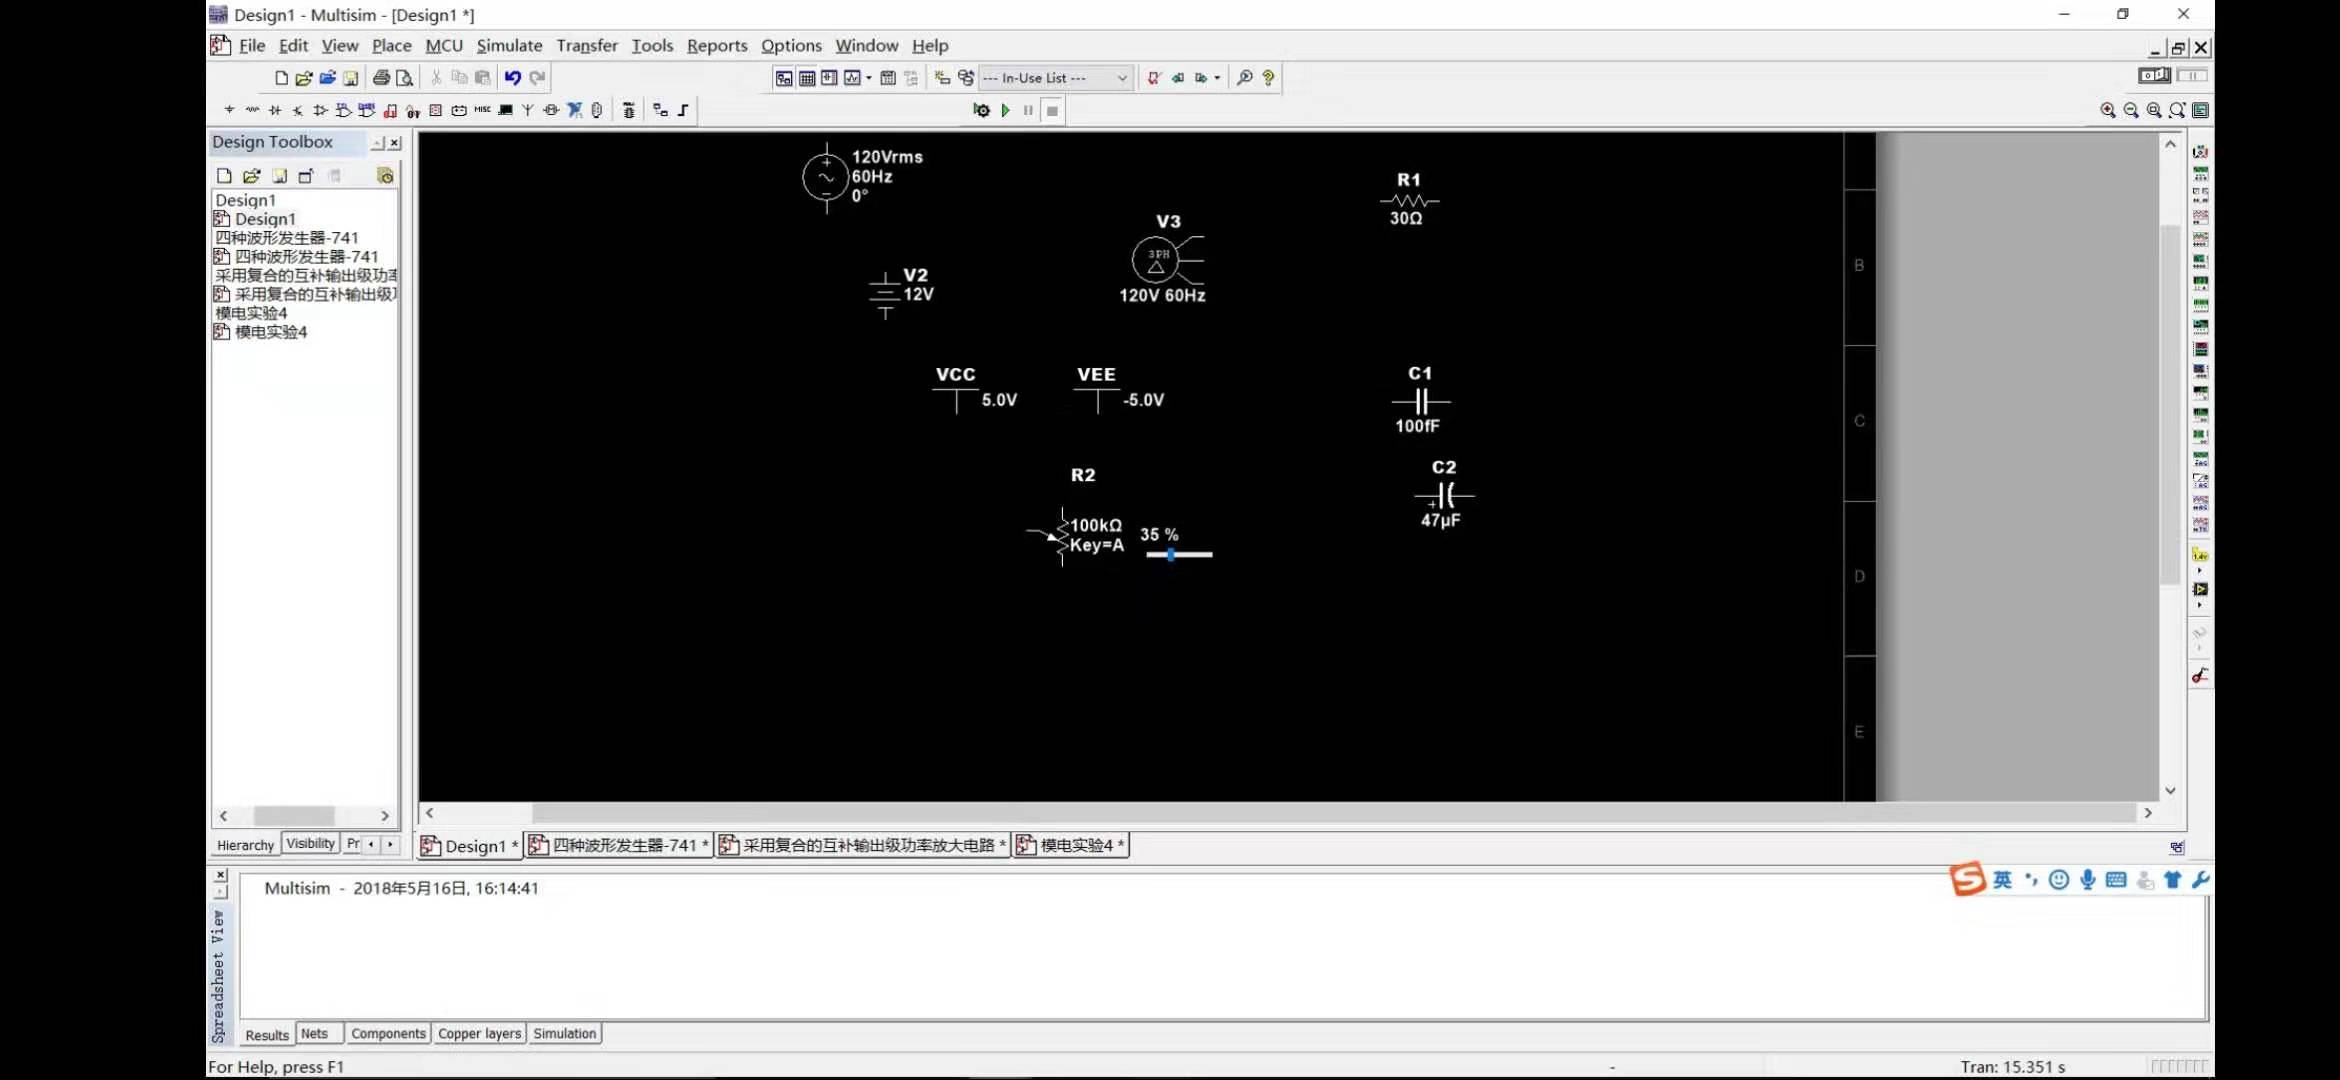 Design1 - Multisim - [Design1 *]
File Edit View Place MCU Simulate Transfer Tools Reports Options Window Help
--- In-Use List ---
MISC
Design Toolbox
Design1
Design1
四种波形发生器-741
四种波形发生器-741
采用复合的互补输出级功率
采用复合的互补输出级
模电实验4
模电实验4
120Vrms
60Hz
0°
R1
30Ω
V3
3PH
120V 60Hz
V2
12V
VCC
5.0V
VEE
-5.0V
C1
100fF
R2
100kΩ
Key=A
35 %
C2
47µF
B
C
D
E
Hierarchy Visibility Pr
Design1 * 四种波形发生器-741 * 采用复合的互补输出级功率放大电路 * 模电实验4 *
Multisim - 2018年5月16日, 16:14:41
英
Spreadsheet View
Results Nets Components Copper layers Simulation
For Help, press F1
-
Tran: 15.351 s